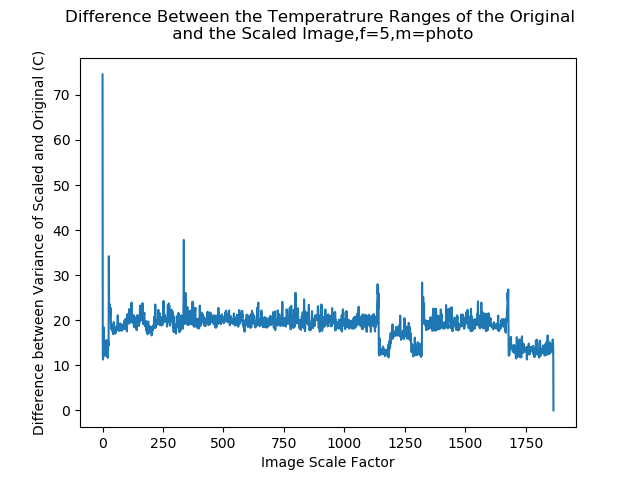 Difference Between the Temperatrure Ranges of the Original
and the Scaled Image,f=5,m=photo
Difference between Variance of Scaled and Original (C)
70
60
50
40
30
20
10
0
0 250 500 750 1000 1250 1500 1750
Image Scale Factor